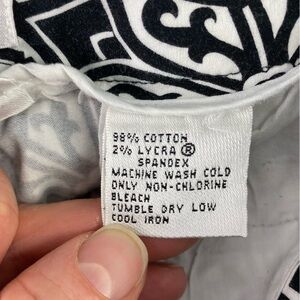 98% COTTON
2% LYCRA ®
SPANDEX
MACHINE WASH COLD
ONLY NON-CHLORINE
BLEACH
TUMBLE DRY LOW
COOL IRON